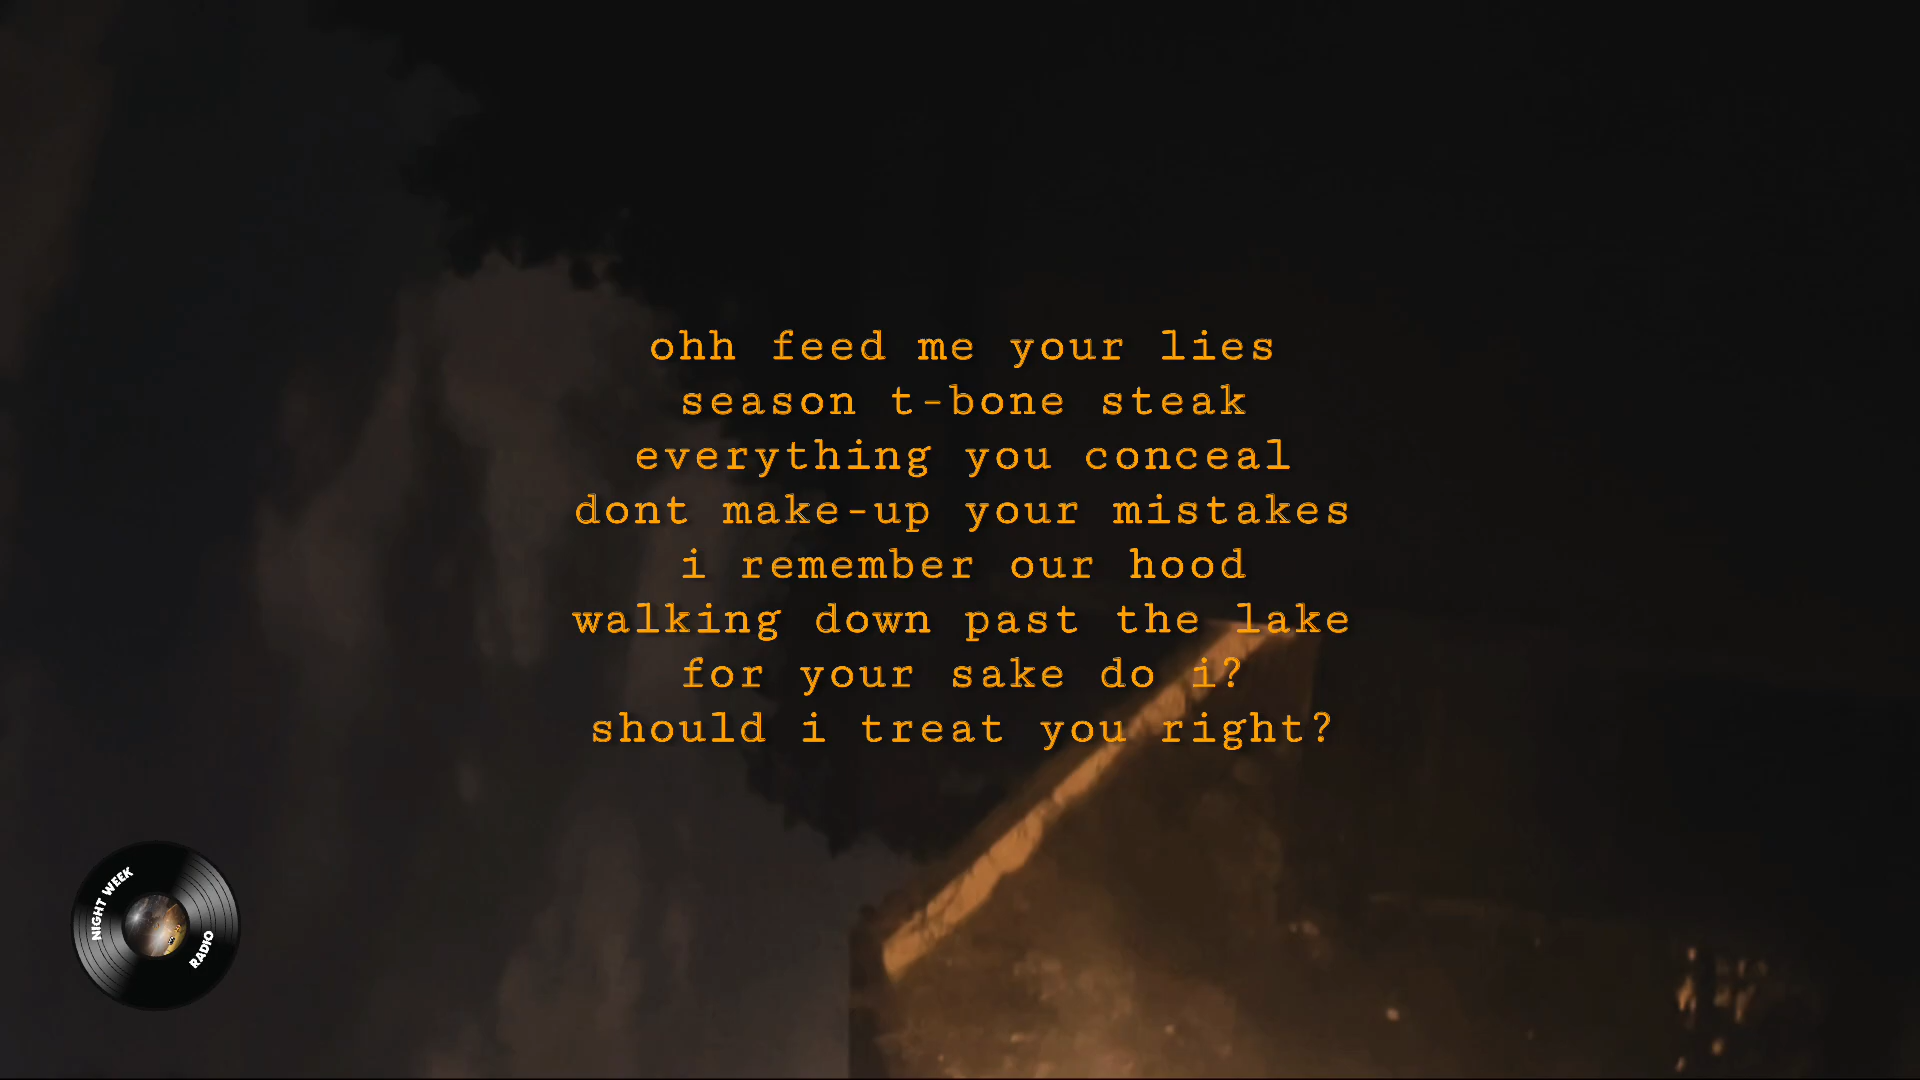 ohh feed me your lies
season t-bone steak
everything you conceal
dont make-up your mistakes
i remember our hood
walking down past the lake
for your sake do i?
should i treat you right?
NIGHT WEEK
RADIO